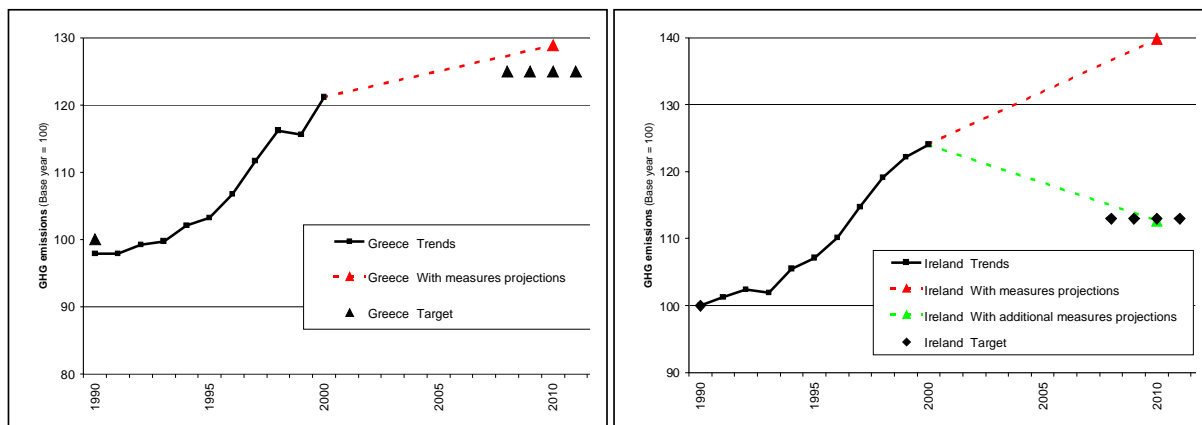 130
120
110
100
90
80
GHG emissions (Base year = 100)
Greece Trends
Greece With measures projections
Greece Target
1990
1995
2000
2005
2010
140
130
120
110
100
90
GHG emissions (Base year = 100)
Ireland Trends
Ireland With measures projections
Ireland With additional measures projections
Ireland Target
1990
1995
2000
2005
2010